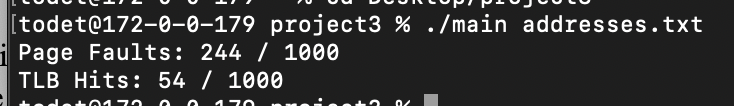 [todet@172-0-0-179 project3 % ./main addresses.txt
Page Faults: 244 / 1000
TLB Hits: 54 / 1000
todet@172-0-0-179 project3 %